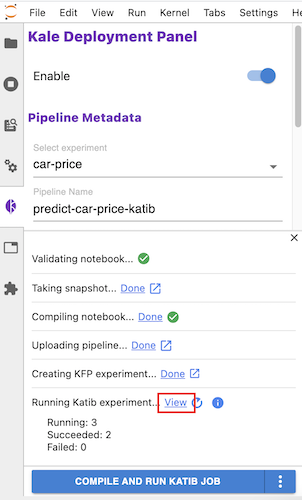 File Edit View Run Kernel Tabs Settings
Kale Deployment Panel
Enable
Pipeline Metadata
Select experiment
car-price
Pipeline Name
predict-car-price-katib
Validating notebook...
Taking snapshot... Done
Compiling notebook... Done
Uploading pipeline... Done
Creating KFP experiment... Done
Running Katib experiment... View
Running: 3
Succeeded: 2
Failed: 0
COMPILE AND RUN KATIB JOB